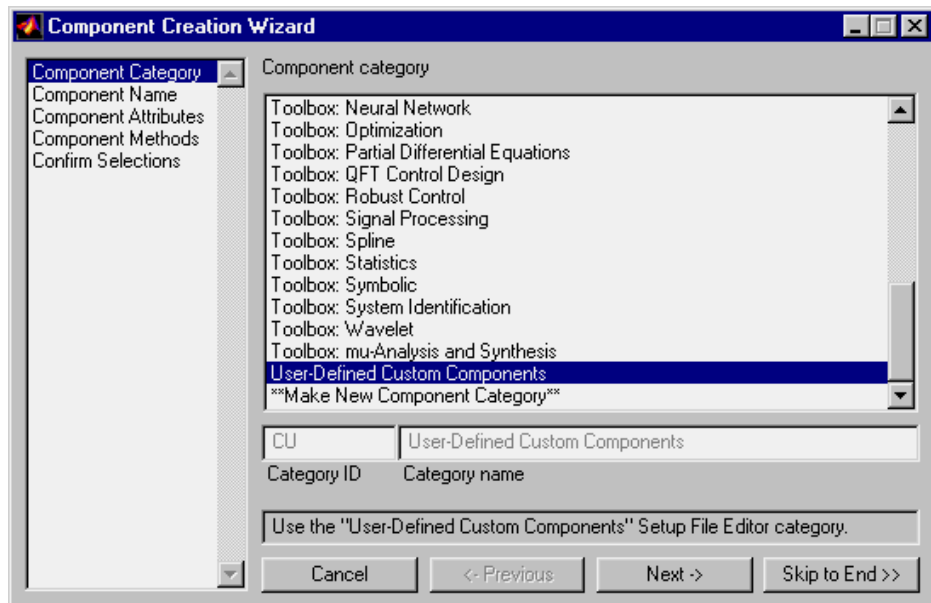 Component Creation Wizard
Component Category
Component Name
Component Attributes
Component Methods
Confirm Selections
Component category
Toolbox: Neural Network
Toolbox: Optimization
Toolbox: Partial Differential Equations
Toolbox: QFT Control Design
Toolbox: Robust Control
Toolbox: Signal Processing
Toolbox: Spline
Toolbox: Statistics
Toolbox: Symbolic
Toolbox: System Identification
Toolbox: Wavelet
Toolbox: mu-Analysis and Synthesis
User-Defined Custom Components
**Make New Component Category**
CU User-Defined Custom Components
Category ID Category name
Use the "User-Defined Custom Components" Setup File Editor category.
Cancel <- Previous Next -> Skip to End >>